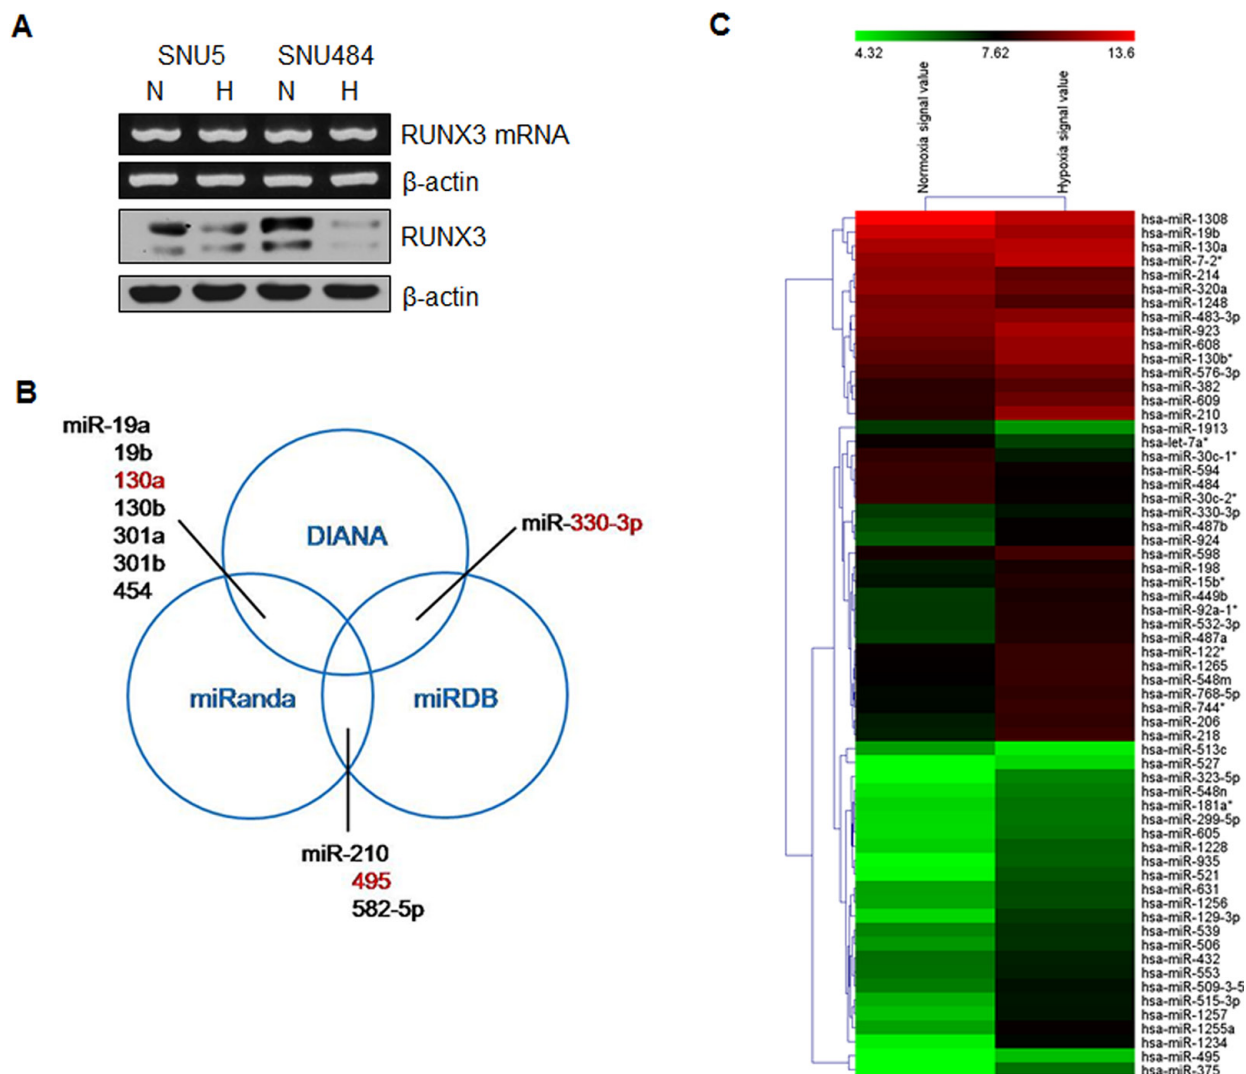 A
SNU5 SNU484
N H N H
RUNX3 mRNA
β-actin
RUNX3
β-actin
B
miR-19a
19b
130a
130b
301a
301b
454
miR-330-3p
DIANA
miRanda
miRDB
miR-210
495
582-5p
C
4.32 7.62 13.6
Normoxia signal value
Hypoxia signal value
hsa-miR-1308
hsa-miR-19b
hsa-miR-130a
hsa-miR-7-2*
hsa-miR-214
hsa-miR-320a
hsa-miR-1248
hsa-miR-483-3p
hsa-miR-923
hsa-miR-608
hsa-miR-130b*
hsa-miR-576-3p
hsa-miR-382
hsa-miR-609
hsa-miR-210
hsa-miR-1913
hsa-let-7a*
hsa-miR-30c-1*
hsa-miR-594
hsa-miR-484
hsa-miR-30c-2*
hsa-miR-330-3p
hsa-miR-487b
hsa-miR-924
hsa-miR-598
hsa-miR-198
hsa-miR-15b*
hsa-miR-449b
hsa-miR-92a-1*
hsa-miR-532-3p
hsa-miR-487a
hsa-miR-122*
hsa-miR-1265
hsa-miR-548m
hsa-miR-768-5p
hsa-miR-744*
hsa-miR-206
hsa-miR-218
hsa-miR-513c
hsa-miR-527
hsa-miR-323-5p
hsa-miR-548n
hsa-miR-181a*
hsa-miR-299-5p
hsa-miR-605
hsa-miR-1228
hsa-miR-935
hsa-miR-521
hsa-miR-631
hsa-miR-1256
hsa-miR-129-3p
hsa-miR-539
hsa-miR-506
hsa-miR-432
hsa-miR-553
hsa-miR-509-3-5
hsa-miR-515-3p
hsa-miR-1257
hsa-miR-1255a
hsa-miR-1234
hsa-miR-495
hsa-miR-375